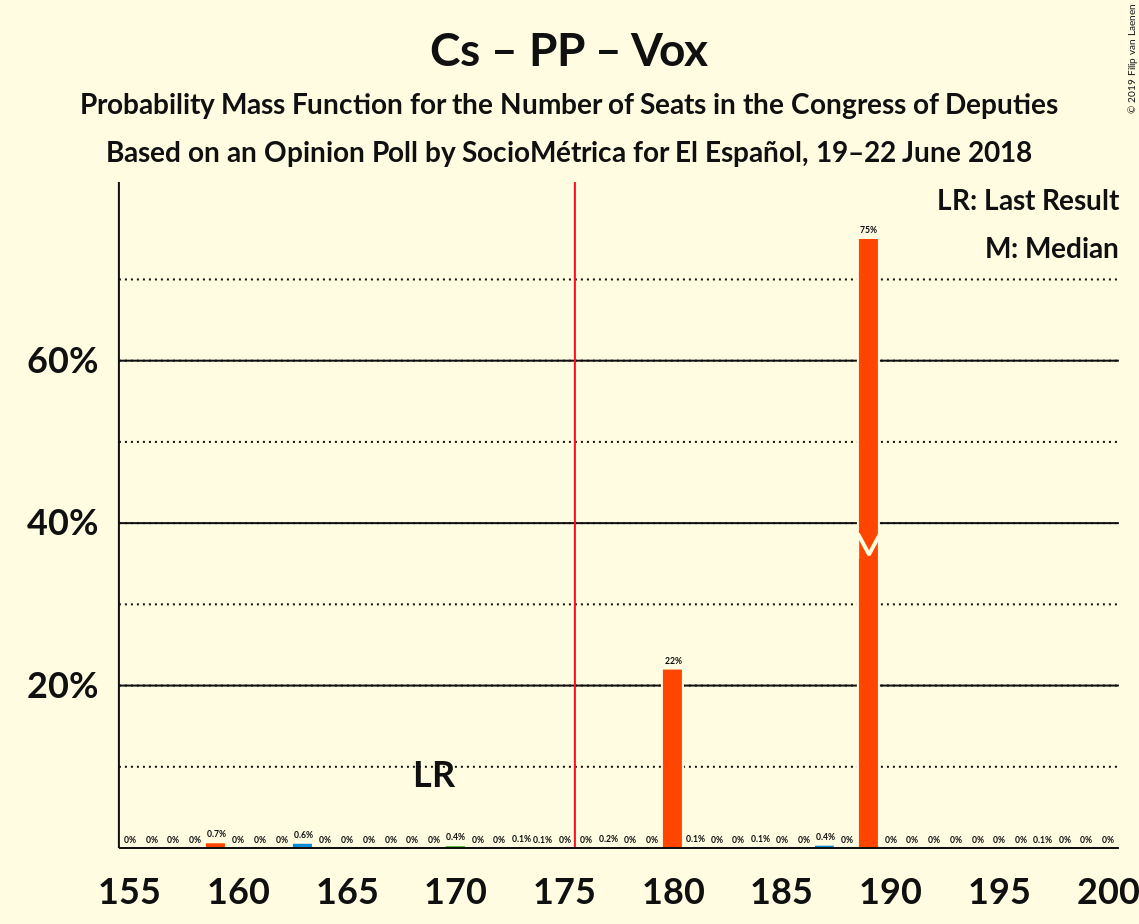 Cs – PP – Vox
Probability Mass Function for the Number of Seats in the Congress of Deputies
Based on an Opinion Poll by SocioMétrica for El Español, 19–22 June 2018
© 2019 Filip van Laenen
LR: Last Result
M: Median
75%
60%
40%
22%
20%
LR
0% 0% 0% 0% 0.7% 0% 0% 0% 0.6% 0% 0% 0% 0% 0% 0% 0.4% 0% 0% 0.1% 0.1% 0% 0% 0.2% 0% 0% 0.1% 0% 0% 0.1% 0% 0% 0.4% 0% 0% 0% 0% 0% 0% 0% 0.1% 0% 0% 0%
155 160 165 170 175 180 185 190 195 200